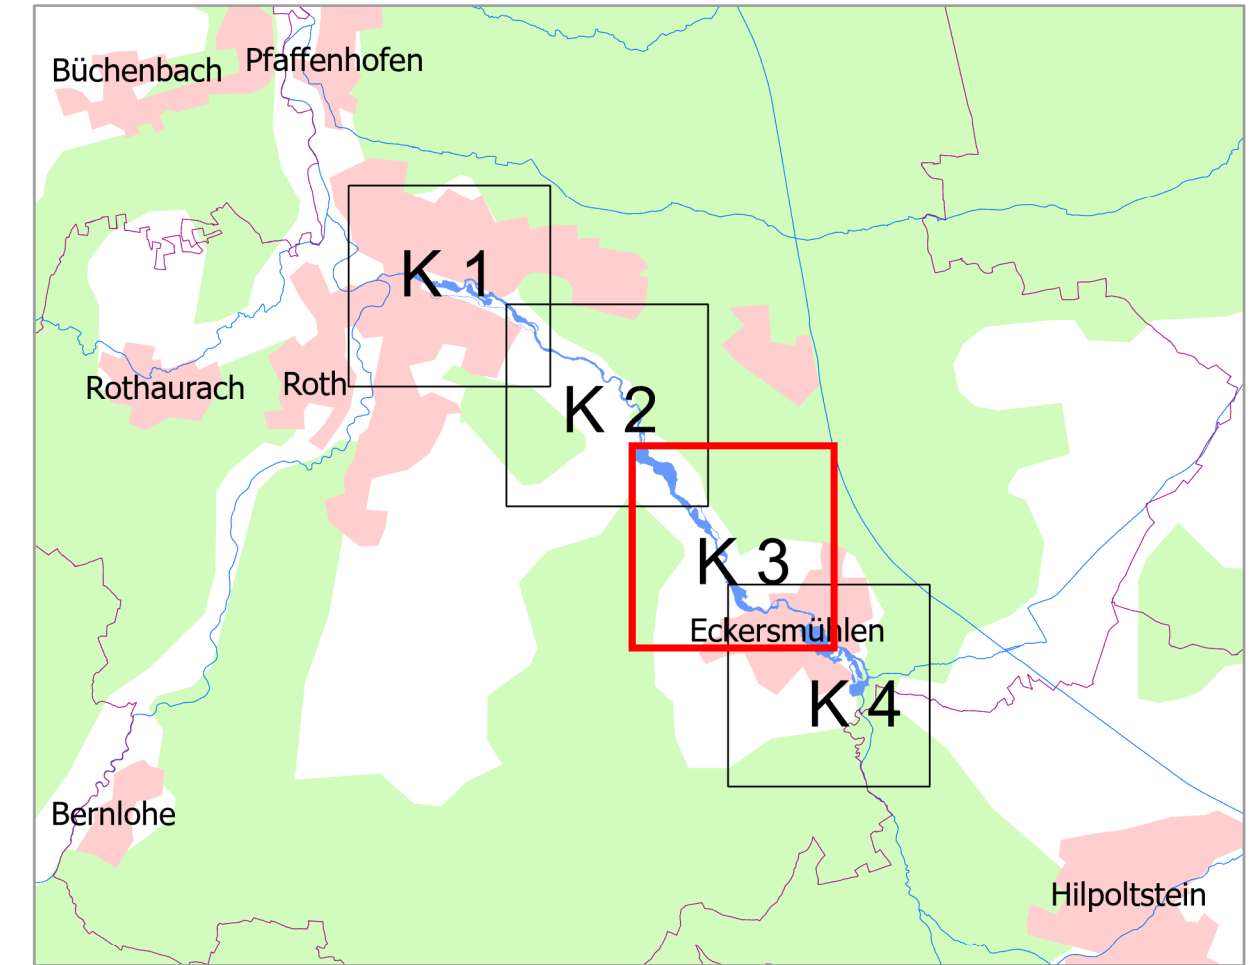 Büchenbach
Pfaffenhofen
K 1
Rothaurach
Roth
K 2
K 3
Eckersmühlen
K 4
Bernlohe
Hilpoltstein